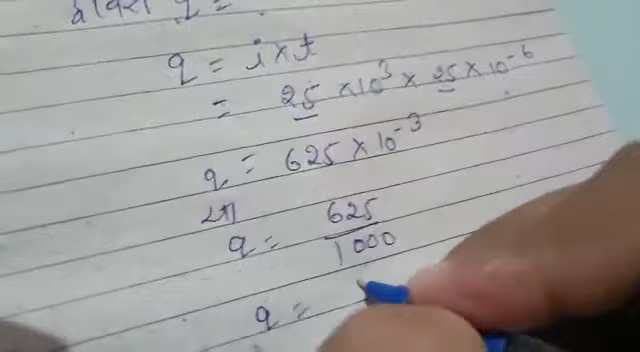 q =
q = i × t
= 25 × 10³ × 25 × 10⁻⁶
q = 625 × 10⁻³
या
q = 625/1000
q =